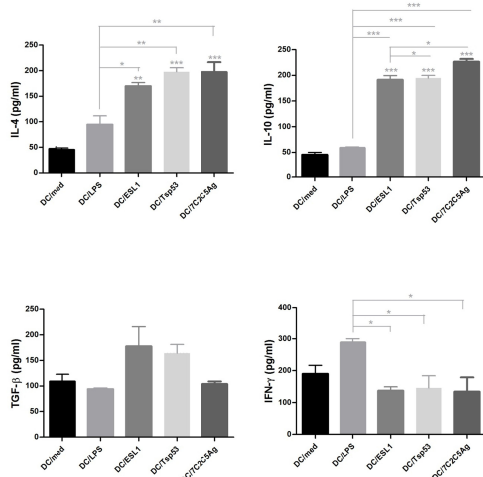 **
**
*
**
***
***
IL-4 (pg/ml)
250
200
150
100
50
0
DC/med
DC/LPS
DC/ESL1
DC/Tsp53
DC/7C2C5Ag
***
***
***
*
*
***
***
***
IL-10 (pg/ml)
250
200
150
100
50
0
DC/med
DC/LPS
DC/ESL1
DC/Tsp53
DC/7C2C5Ag
TGF-β (pg/ml)
250
200
150
100
50
0
DC/med
DC/LPS
DC/ESL1
DC/Tsp53
DC/7C2C5Ag
*
*
*
IFN-γ (pg/ml)
400
300
200
100
0
DC/med
DC/LPS
DC/ESL1
DC/Tsp53
DC/7C2C5Ag